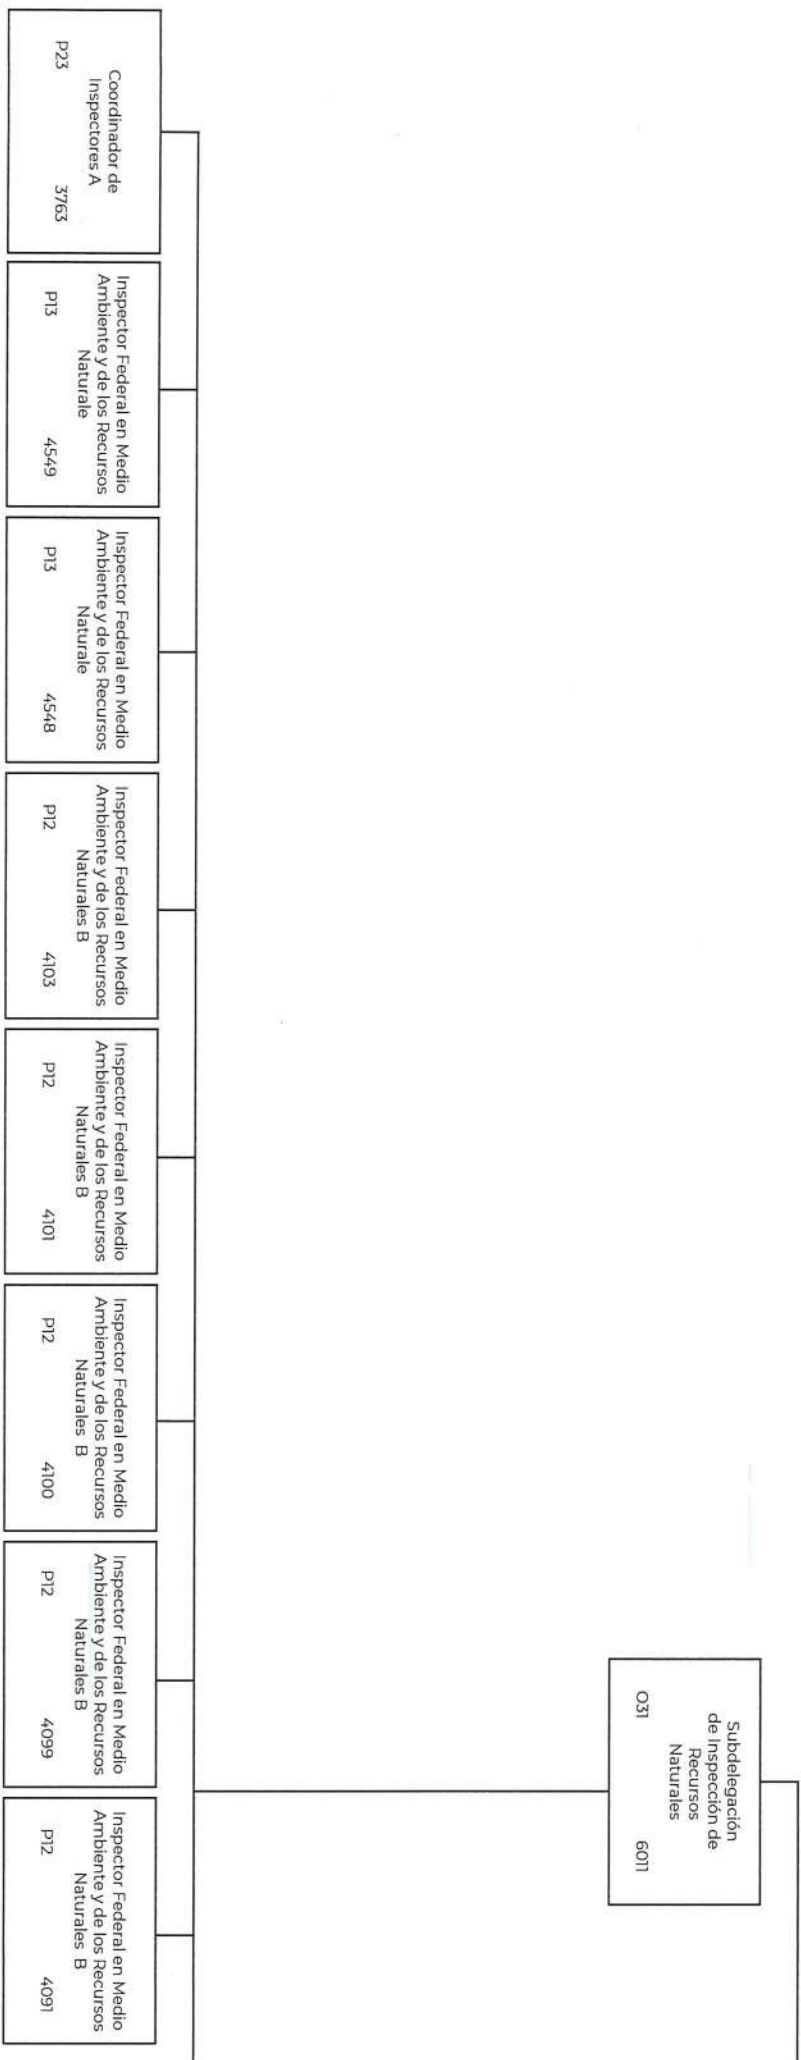 Subdelegación
de Inspección de
Recursos
Naturales
O31 6011
Coordinador de
Inspectores A
P23 3763
Inspector Federal en Medio
Ambiente y de los Recursos
Naturale
P13 4549
Inspector Federal en Medio
Ambiente y de los Recursos
Naturale
P13 4548
Inspector Federal en Medio
Ambiente y de los Recursos
Naturales B
P12 4103
Inspector Federal en Medio
Ambiente y de los Recursos
Naturales B
P12 4101
Inspector Federal en Medio
Ambiente y de los Recursos
Naturales B
P12 4100
Inspector Federal en Medio
Ambiente y de los Recursos
Naturales B
P12 4099
Inspector Federal en Medio
Ambiente y de los Recursos
Naturales B
P12 4091